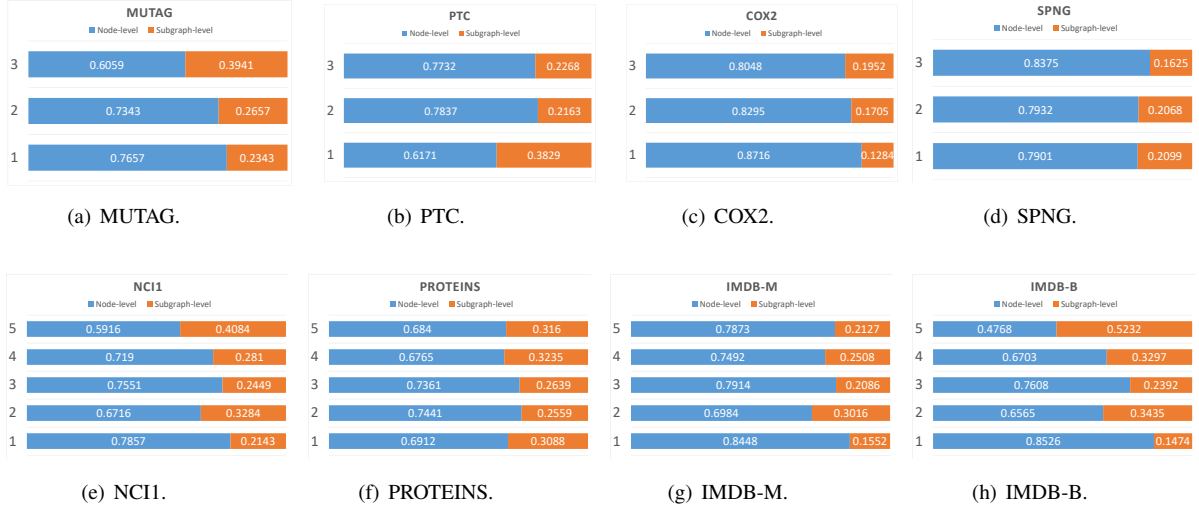 MUTAG
Node-level Subgraph-level
3 0.6059 0.3941
2 0.7343 0.2657
1 0.7657 0.2343
(a) MUTAG.
PTC
Node-level Subgraph-level
3 0.7732 0.2268
2 0.7837 0.2163
1 0.6171 0.3829
(b) PTC.
COX2
Node-level Subgraph-level
3 0.8048 0.1952
2 0.8295 0.1705
1 0.8716 0.1284
(c) COX2.
SPNG
Node-level Subgraph-level
3 0.8375 0.1625
2 0.7932 0.2068
1 0.7901 0.2099
(d) SPNG.
NCI1
Node-level Subgraph-level
5 0.5916 0.4084
4 0.719 0.281
3 0.7551 0.2449
2 0.6716 0.3284
1 0.7857 0.2143
(e) NCI1.
PROTEINS
Node-level Subgraph-level
5 0.684 0.316
4 0.6765 0.3235
3 0.7361 0.2639
2 0.7441 0.2559
1 0.6912 0.3088
(f) PROTEINS.
IMDB-M
Node-level Subgraph-level
5 0.7873 0.2127
4 0.7492 0.2508
3 0.7914 0.2086
2 0.6984 0.3016
1 0.8448 0.1552
(g) IMDB-M.
IMDB-B
Node-level Subgraph-level
5 0.4768 0.5232
4 0.6703 0.3297
3 0.7608 0.2392
2 0.6565 0.3435
1 0.8526 0.1474
(h) IMDB-B.